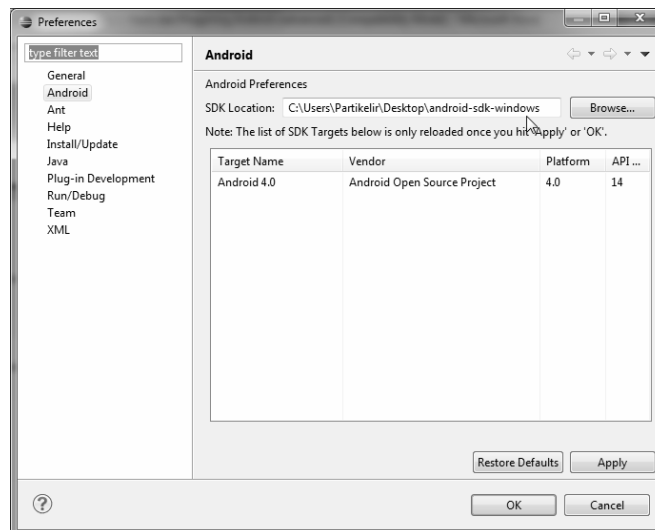 Preferences
type filter text
General
Android
Ant
Help
Install/Update
Java
Plug-in Development
Run/Debug
Team
XML
Android
Android Preferences
SDK Location: C:\Users\Partikelir\Desktop\android-sdk-windows Browse...
Note: The list of SDK Targets below is only reloaded once you hit 'Apply' or 'OK'.
Target Name Vendor Platform API ...
Android 4.0 Android Open Source Project 4.0 14
Restore Defaults Apply
OK Cancel